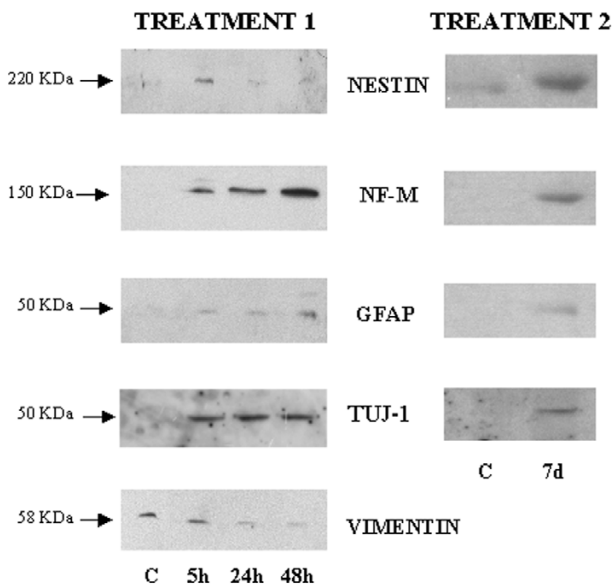 TREATMENT 1 TREATMENT 2
220 KDa NESTIN
150 KDa NF-M
50 KDa GFAP
50 KDa TUJ-1
C 7d
58 KDa VIMENTIN
C 5h 24h 48h